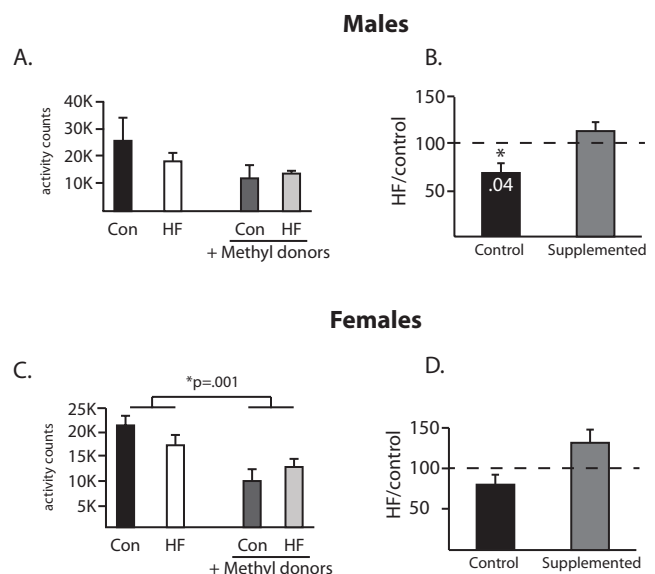 Males
A.
activity counts
40K
30K
20K
10K
Con HF Con HF
+ Methyl donors
B.
HF/control
150
100
50
*
.04
Control Supplemented
Females
C.
*p=.001
activity counts
25K
20K
15K
10K
5K
Con HF Con HF
+ Methyl donors
D.
HF/control
150
100
50
Control Supplemented